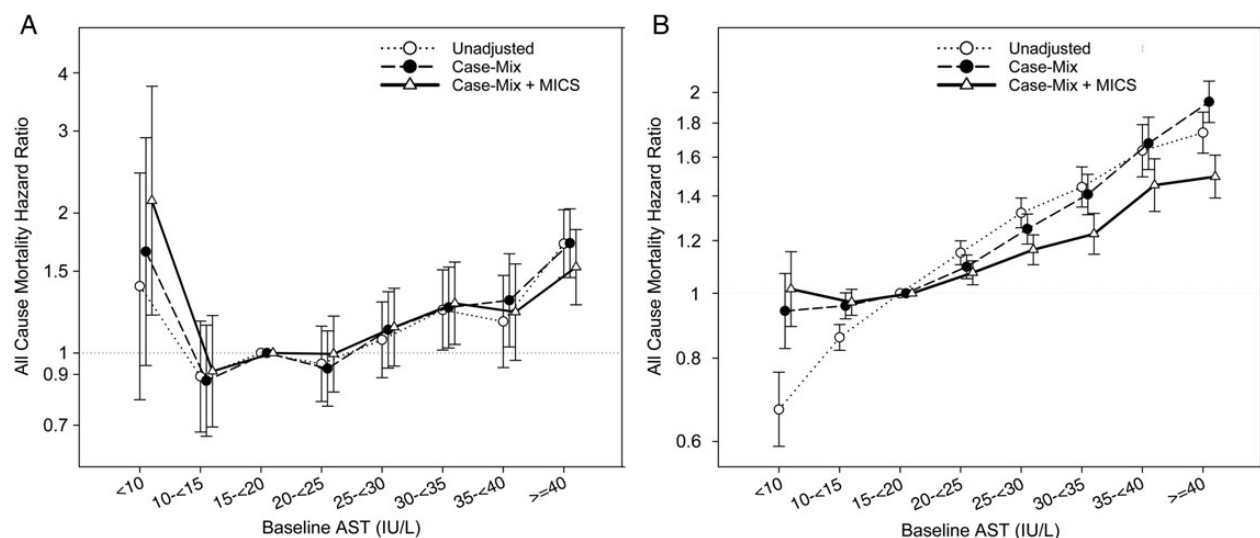 A
Unadjusted
Case-Mix
Case-Mix + MICS
All Cause Mortality Hazard Ratio
4
3
2
1.5
1
0.9
0.7
<10
10-<15
15-<20
20-<25
25-<30
30-<35
35-<40
>=40
Baseline AST (IU/L)
B
Unadjusted
Case-Mix
Case-Mix + MICS
All Cause Mortality Hazard Ratio
2
1.8
1.6
1.4
1.2
1
0.8
0.6
<10
10-<15
15-<20
20-<25
25-<30
30-<35
35-<40
>=40
Baseline AST (IU/L)